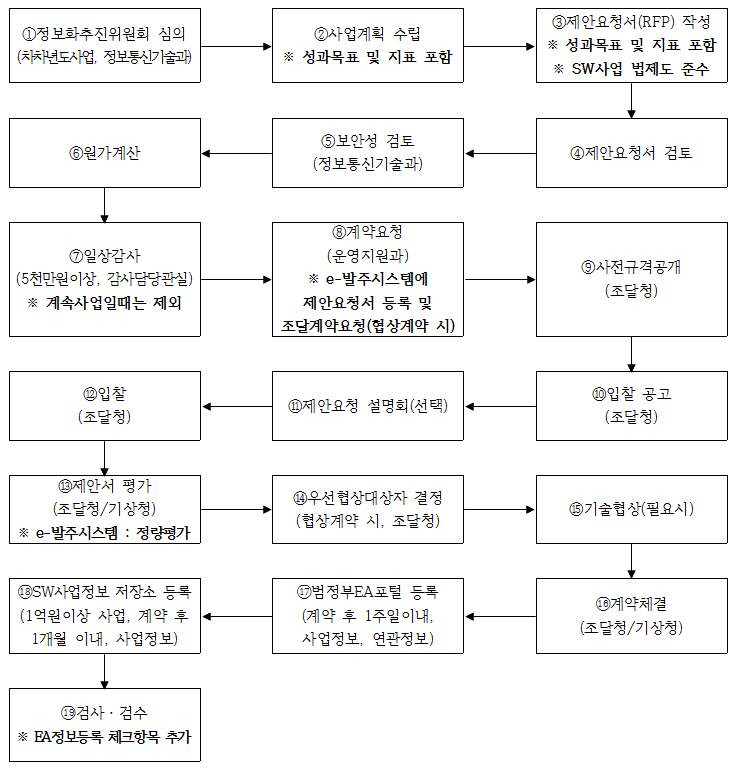 ①정보화추진위원회 심의
(차차년도사업, 정보통신기술과)
②사업계획 수립
※ 성과목표 및 지표 포함
③제안요청서(RFP) 작성
※ 성과목표 및 지표 포함
※ SW사업 법제도 준수
④제안요청서 검토
⑤보안성 검토
(정보통신기술과)
⑥원가계산
⑦일상감사
(5천만원이상, 감사담당관실)
※ 계속사업일때는 제외
⑧계약요청
(운영지원과)
※ e-발주시스템에
제안요청서 등록 및
조달계약요청(협상계약 시)
⑨사전규격공개
(조달청)
⑩입찰 공고
(조달청)
⑪제안요청 설명회(선택)
⑫입찰
(조달청)
⑬제안서 평가
(조달청/기상청)
※ e-발주시스템 : 정량평가
⑭우선협상대상자 결정
(협상계약 시, 조달청)
⑮기술협상(필요시)
⑯계약체결
(조달청/기상청)
⑰범정부EA포털 등록
(계약 후 1주일이내,
사업정보, 연관정보)
⑱SW사업정보 저장소 등록
(1억원이상 사업, 계약 후
1개월 이내, 사업정보)
⑲검사 · 검수
※ EA정보등록 체크항목 추가